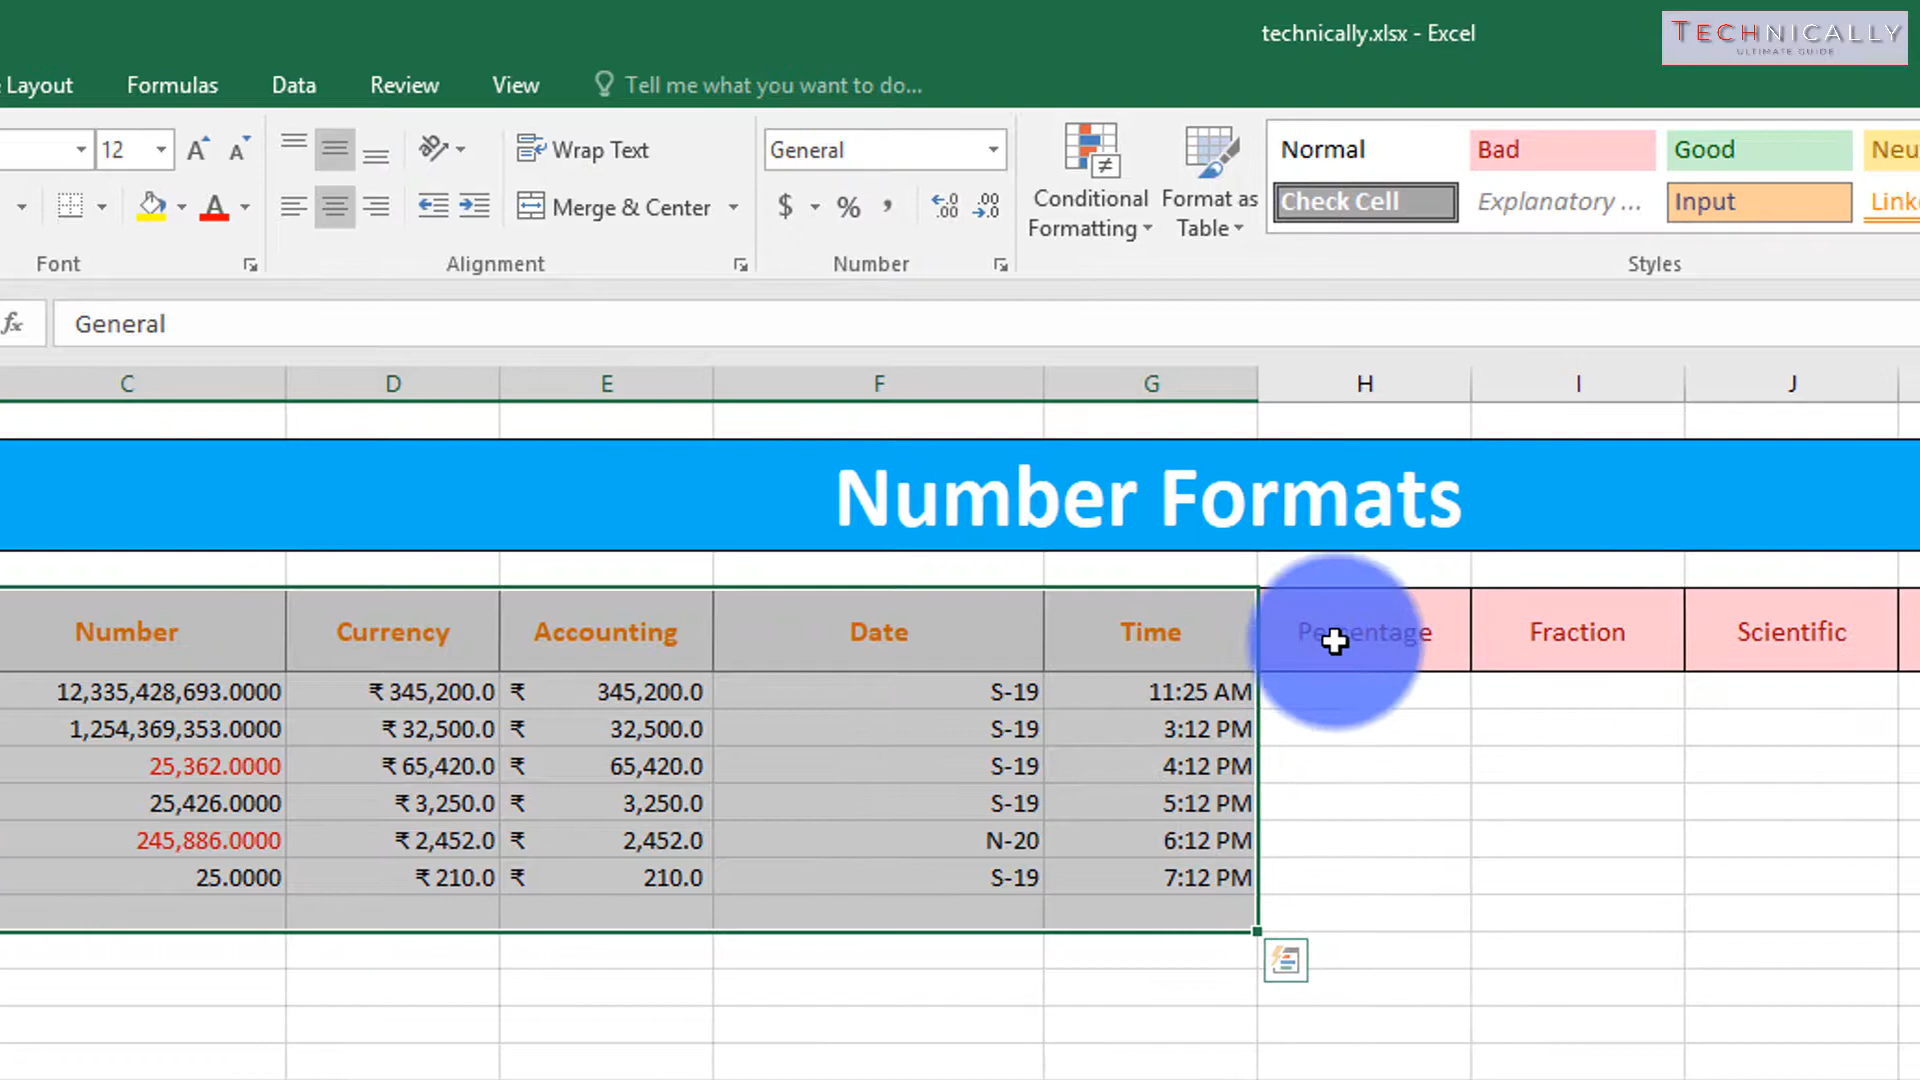 technically.xlsx - Excel
TECHNICALLY
ULTIMATE GUIDE
Layout Formulas Data Review View Tell me what you want to do...
12 Wrap Text General Conditional Formatting Format as Table Normal Bad Good
Merge & Center $ % Check Cell Explanatory ... Input
Font Alignment Number Styles
fx General
C D E F G H I J
Number Formats
Number Currency Accounting Date Time Percentage Fraction Scientific
12,335,428,693.0000 ₹ 345,200.0 ₹ 345,200.0 S-19 11:25 AM
1,254,369,353.0000 ₹ 32,500.0 ₹ 32,500.0 S-19 3:12 PM
25,362.0000 ₹ 65,420.0 ₹ 65,420.0 S-19 4:12 PM
25,426.0000 ₹ 3,250.0 ₹ 3,250.0 S-19 5:12 PM
245,886.0000 ₹ 2,452.0 ₹ 2,452.0 N-20 6:12 PM
25.0000 ₹ 210.0 ₹ 210.0 S-19 7:12 PM